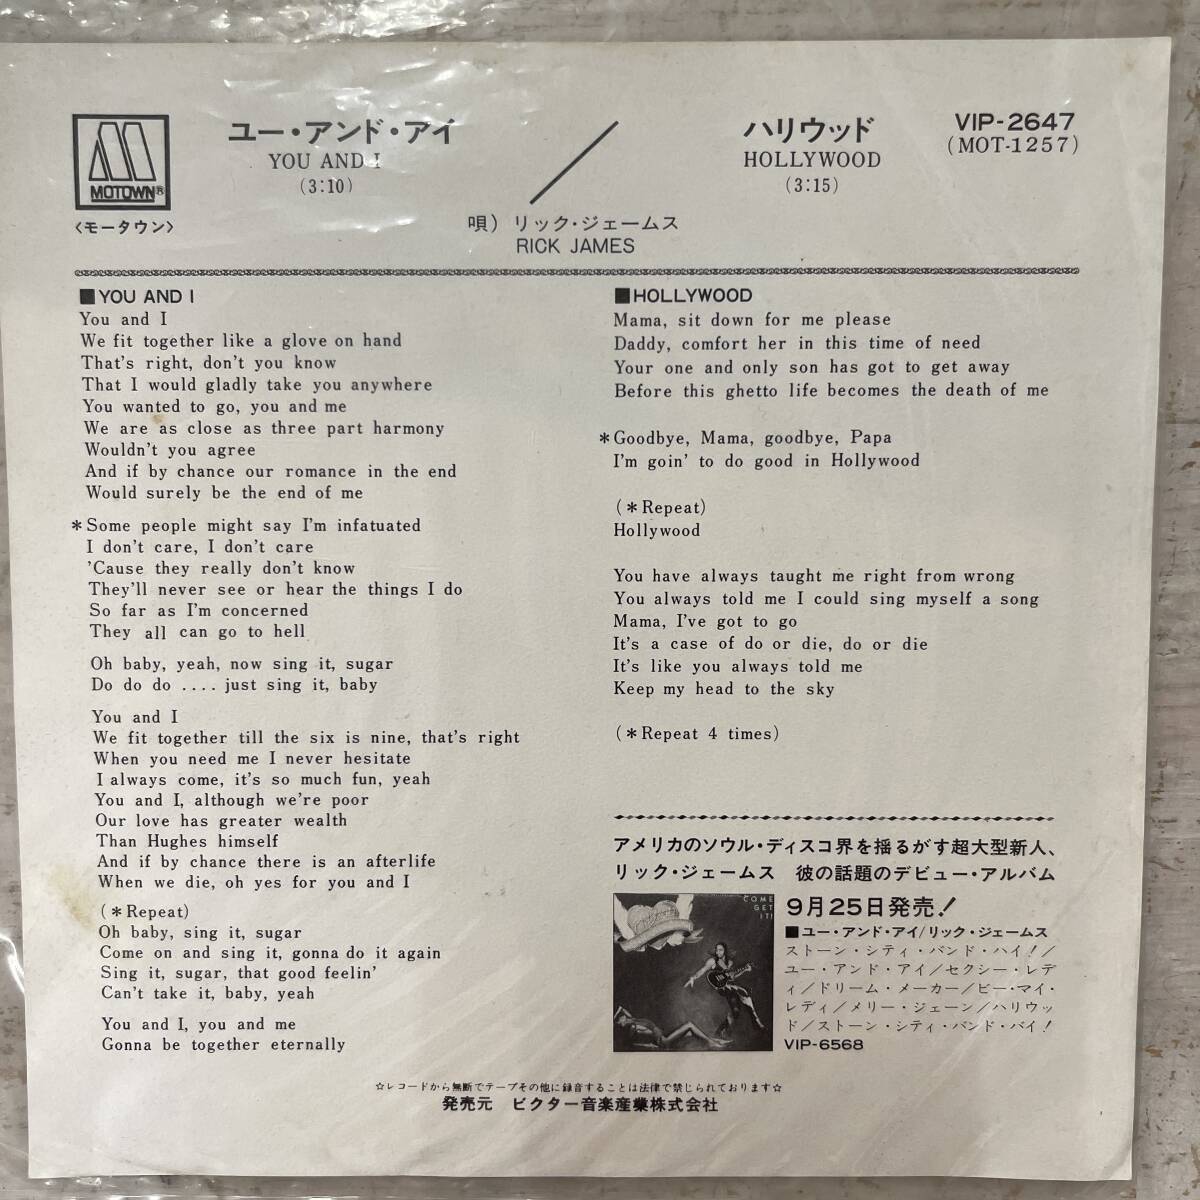 MOTOWN®
〈モータウン〉
ユー・アンド・アイ
YOU AND I
(3:10)
ハリウッド
HOLLYWOOD
(3:15)
VIP-2647
(MOT-1257)
唄) リック・ジェームス
RICK JAMES
■YOU AND I
You and I
We fit together like a glove on hand
That's right, don't you know
That I would gladly take you anywhere
You wanted to go, you and me
We are as close as three part harmony
Wouldn't you agree
And if by chance our romance in the end
Would surely be the end of me
*Some people might say I'm infatuated
I don't care, I don't care
'Cause they really don't know
They'll never see or hear the things I do
So far as I'm concerned
They all can go to hell
Oh baby, yeah, now sing it, sugar
Do do do .... just sing it, baby
You and I
We fit together till the six is nine, that's right
When you need me I never hesitate
I always come, it's so much fun, yeah
You and I, although we're poor
Our love has greater wealth
Than Hughes himself
And if by chance there is an afterlife
When we die, oh yes for you and I
(*Repeat)
Oh baby, sing it, sugar
Come on and sing it, gonna do it again
Sing it, sugar, that good feelin'
Can't take it, baby, yeah
You and I, you and me
Gonna be together eternally
■HOLLYWOOD
Mama, sit down for me please
Daddy, comfort her in this time of need
Your one and only son has got to get away
Before this ghetto life becomes the death of me
*Goodbye, Mama, goodbye, Papa
I'm goin' to do good in Hollywood
(*Repeat)
Hollywood
You have always taught me right from wrong
You always told me I could sing myself a song
Mama, I've got to go
It's a case of do or die, do or die
It's like you always told me
Keep my head to the sky
(*Repeat 4 times)
アメリカのソウル・ディスコ界を揺るがす超大型新人、
リック・ジェームス 彼の話題のデビュー・アルバム
COME
GET
IT!
9月25日発売!
■ユー・アンド・アイ/リック・ジェームス
ストーン・シティ・バンド・ハイ!/
ユー・アンド・アイ/セクシー・レデ
ィ/ドリーム・メーカー/ビー・マイ・
レディ/メリー・ジェーン/ハリウッ
ド/ストーン・シティ・バンド・バイ!
VIP-6568
☆レコードから無断でテープその他に録音することは法律で禁じられております☆
発売元 ビクター音楽産業株式会社